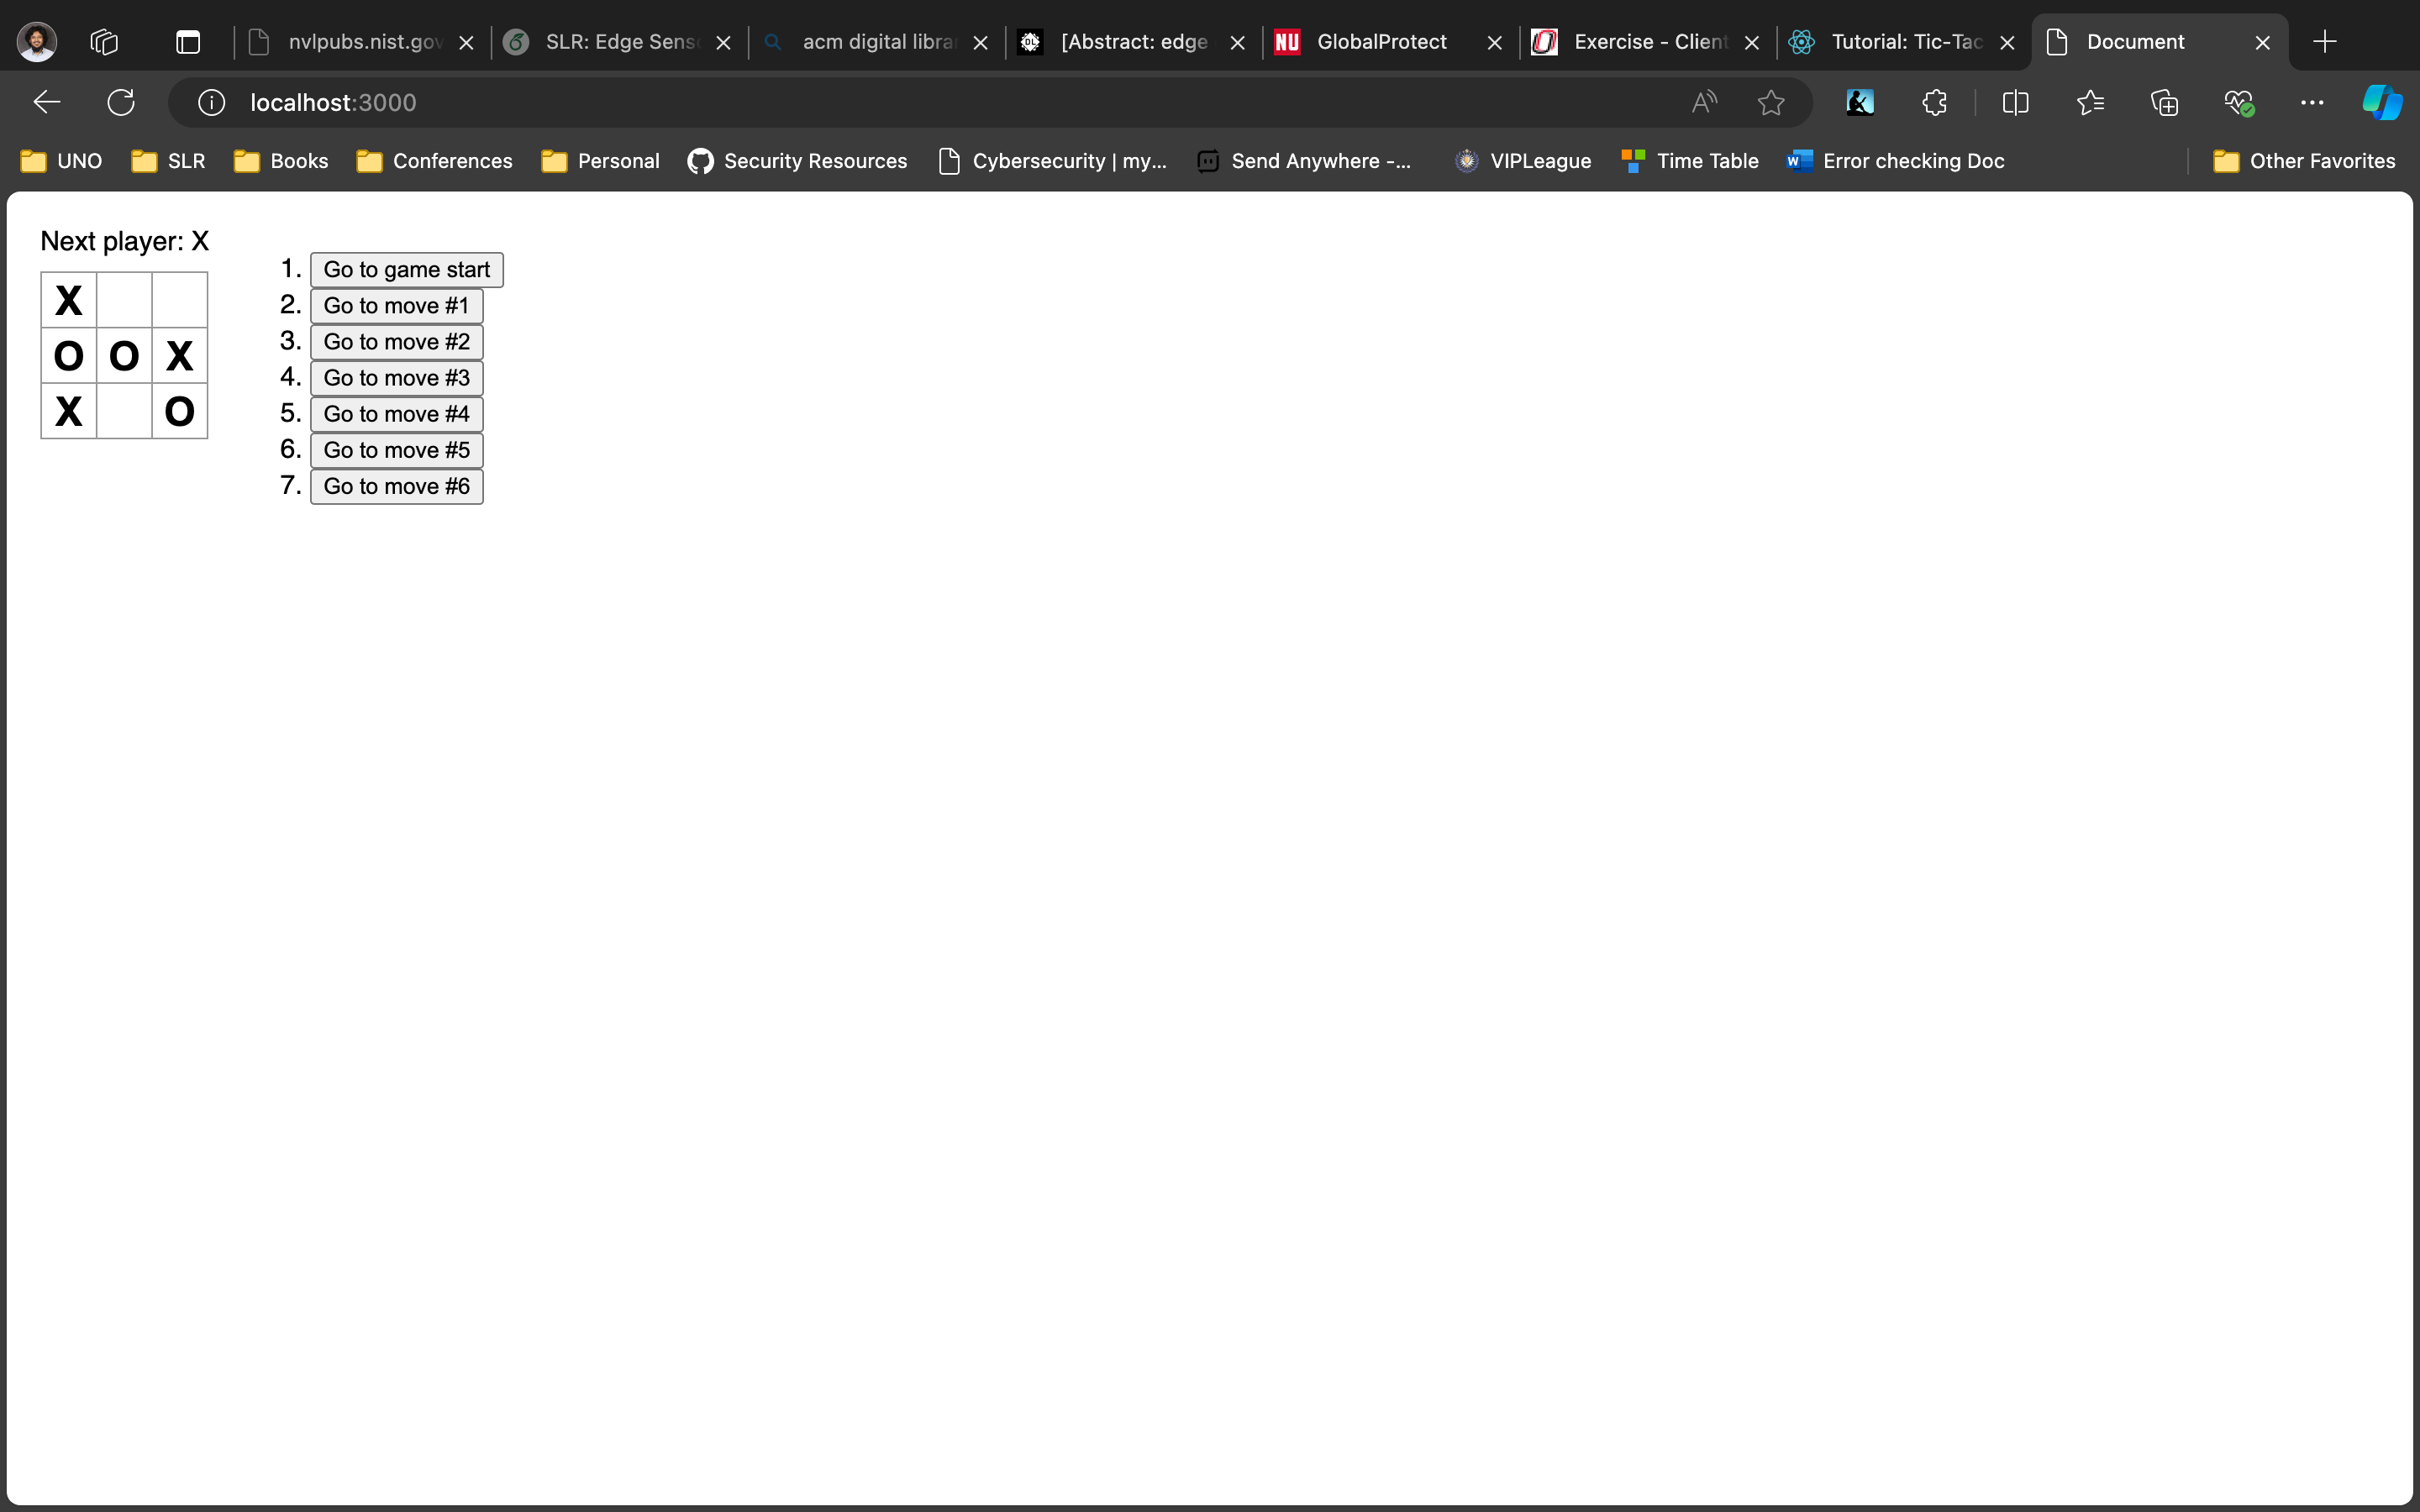 nvlpubs.nist.gov SLR: Edge Sens acm digital libra [Abstract: edge NU GlobalProtect Exercise - Client Tutorial: Tic-Tac Document
localhost:3000
UNO SLR Books Conferences Personal Security Resources Cybersecurity | my... Send Anywhere -... VIPLeague Time Table Error checking Doc Other Favorites
Next player: X
1. Go to game start
2. Go to move #1
3. Go to move #2
4. Go to move #3
5. Go to move #4
6. Go to move #5
7. Go to move #6
X
O O X
X O